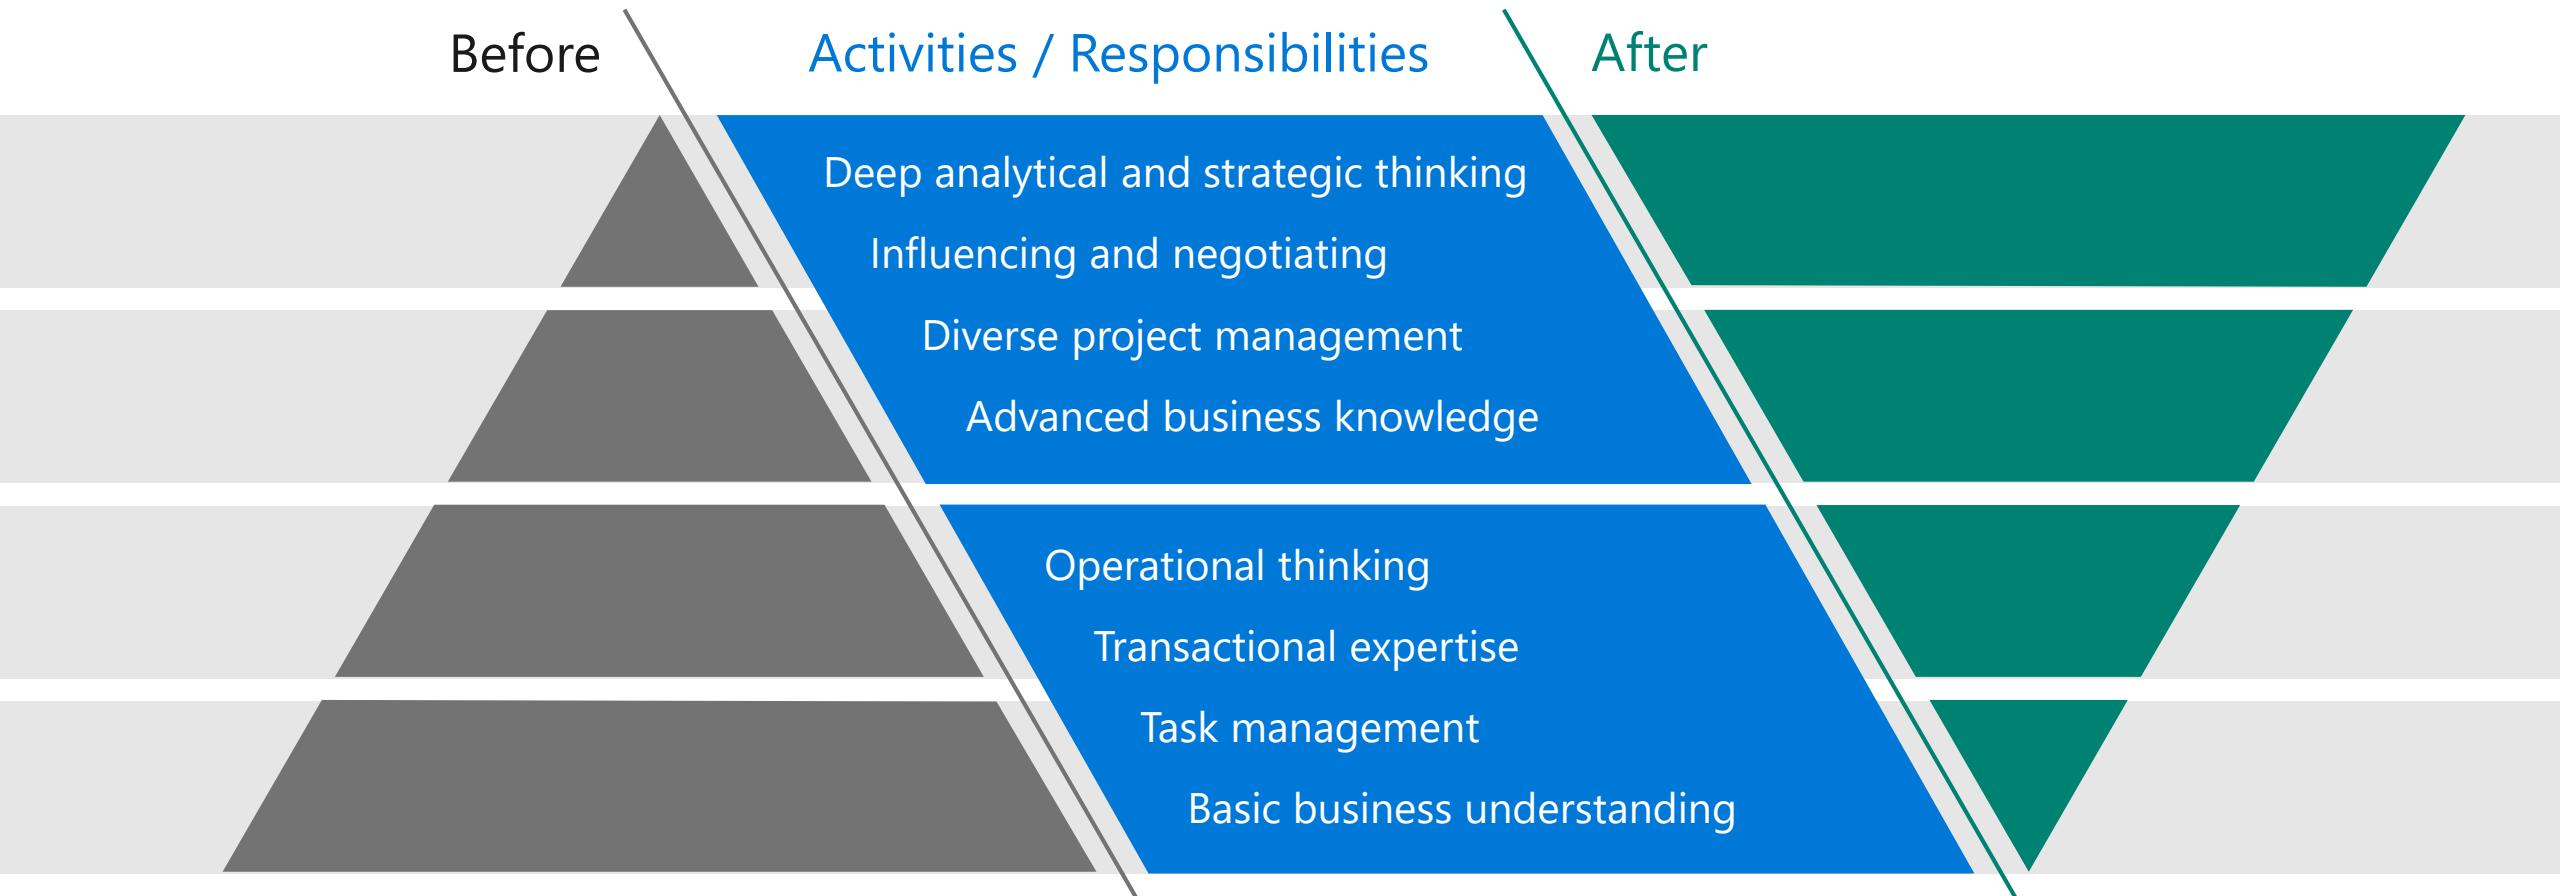 Before
Activities / Responsibilities
After
Deep analytical and strategic thinking
Influencing and negotiating
Diverse project management
Advanced business knowledge
Operational thinking
Transactional expertise
Task management
Basic business understanding